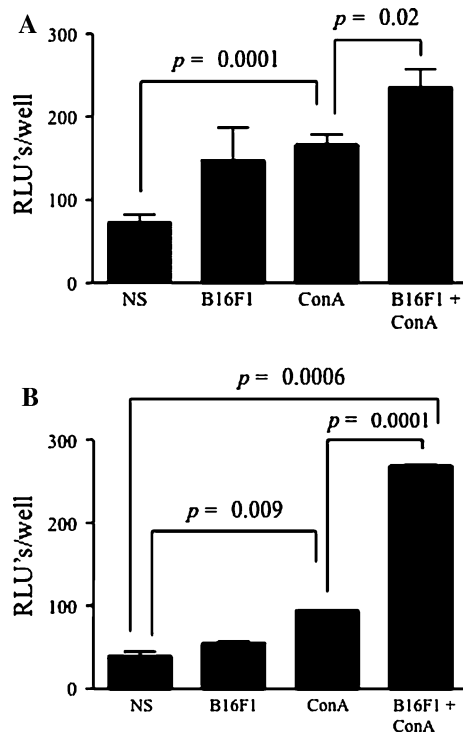 A
p = 0.02
p = 0.0001
RLU's/well
300
200
100
0
NS B16F1 ConA B16F1 +
ConA
B
p = 0.0006
p = 0.0001
p = 0.009
RLU's/well
300
200
100
0
NS B16F1 ConA B16F1 +
ConA